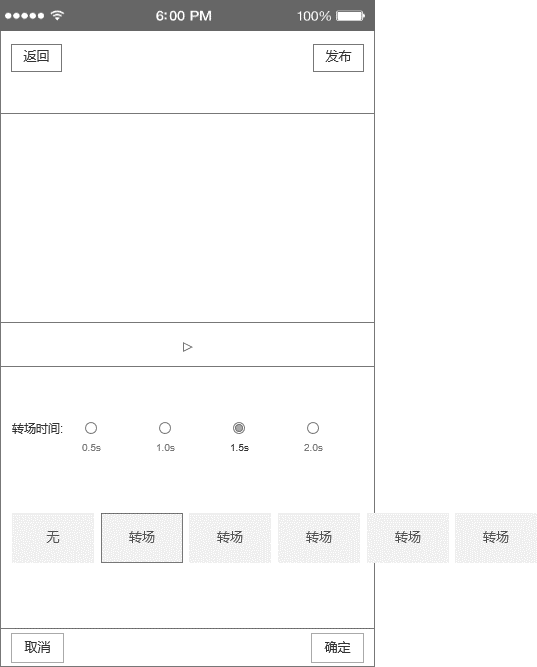 6:00 PM 100%
返回 发布
转场时间:
0.5s 1.0s 1.5s 2.0s
无 转场 转场 转场 转场 转场
取消 确定